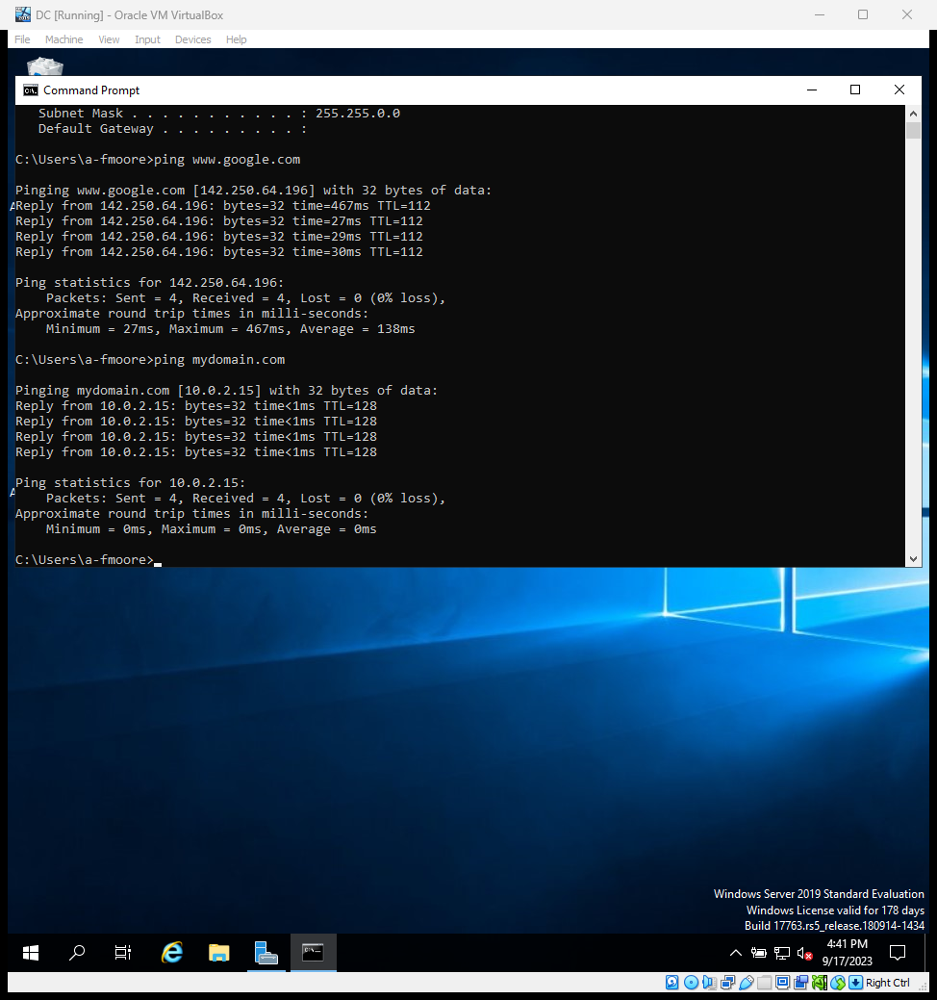 DC [Running] - Oracle VM VirtualBox
File Machine View Input Devices Help
Command Prompt
Subnet Mask . . . . . . . . . . . : 255.255.0.0
Default Gateway . . . . . . . . . :
C:\Users\a-fmoore>ping www.google.com
Pinging www.google.com [142.250.64.196] with 32 bytes of data:
Reply from 142.250.64.196: bytes=32 time=467ms TTL=112
Reply from 142.250.64.196: bytes=32 time=27ms TTL=112
Reply from 142.250.64.196: bytes=32 time=29ms TTL=112
Reply from 142.250.64.196: bytes=32 time=30ms TTL=112
Ping statistics for 142.250.64.196:
Packets: Sent = 4, Received = 4, Lost = 0 (0% loss),
Approximate round trip times in milli-seconds:
Minimum = 27ms, Maximum = 467ms, Average = 138ms
C:\Users\a-fmoore>ping mydomain.com
Pinging mydomain.com [10.0.2.15] with 32 bytes of data:
Reply from 10.0.2.15: bytes=32 time<1ms TTL=128
Reply from 10.0.2.15: bytes=32 time<1ms TTL=128
Reply from 10.0.2.15: bytes=32 time<1ms TTL=128
Reply from 10.0.2.15: bytes=32 time<1ms TTL=128
Ping statistics for 10.0.2.15:
Packets: Sent = 4, Received = 4, Lost = 0 (0% loss),
Approximate round trip times in milli-seconds:
Minimum = 0ms, Maximum = 0ms, Average = 0ms
C:\Users\a-fmoore>
Windows Server 2019 Standard Evaluation
Windows License valid for 178 days
Build 17763.rs5_release.180914-1434
4:41 PM
9/17/2023
Right Ctrl